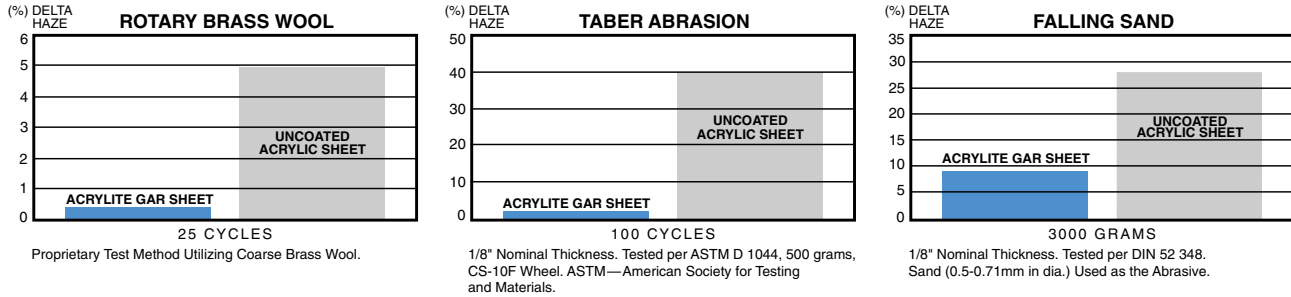 (%) DELTA
HAZE
ROTARY BRASS WOOL
6
5
4
3
2
1
0
UNCOATED
ACRYLIC SHEET
ACRYLITE GAR SHEET
25 CYCLES
Proprietary Test Method Utilizing Coarse Brass Wool.
(%) DELTA
HAZE
TABER ABRASION
50
40
30
20
10
0
UNCOATED
ACRYLIC SHEET
ACRYLITE GAR SHEET
100 CYCLES
1/8" Nominal Thickness. Tested per ASTM D 1044, 500 grams,
CS-10F Wheel. ASTM—American Society for Testing
and Materials.
(%) DELTA
HAZE
FALLING SAND
35
30
25
20
15
10
5
0
UNCOATED
ACRYLIC SHEET
ACRYLITE GAR SHEET
3000 GRAMS
1/8" Nominal Thickness. Tested per DIN 52 348.
Sand (0.5-0.71mm in dia.) Used as the Abrasive.